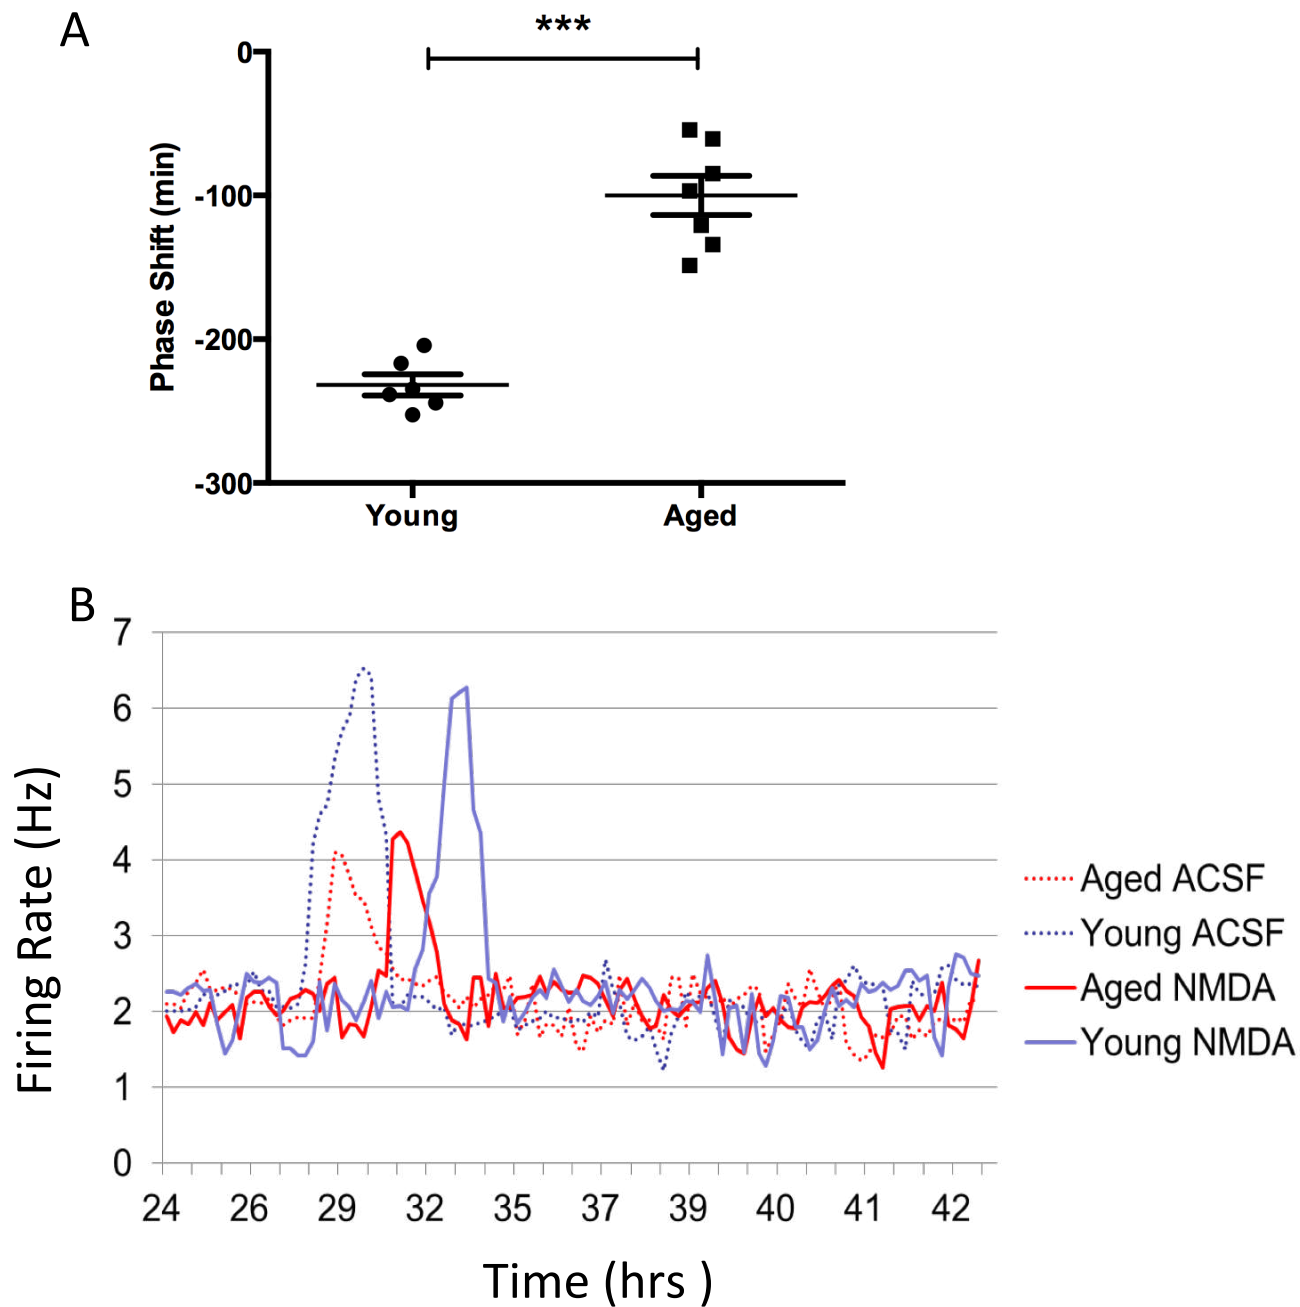 A
***
0
-100
-200
-300
Phase Shift (min)
Young
Aged
B
7
6
5
4
3
2
1
0
Firing Rate (Hz)
24 26 29 32 35 37 39 40 41 42
Time (hrs )
Aged ACSF
Young ACSF
Aged NMDA
Young NMDA